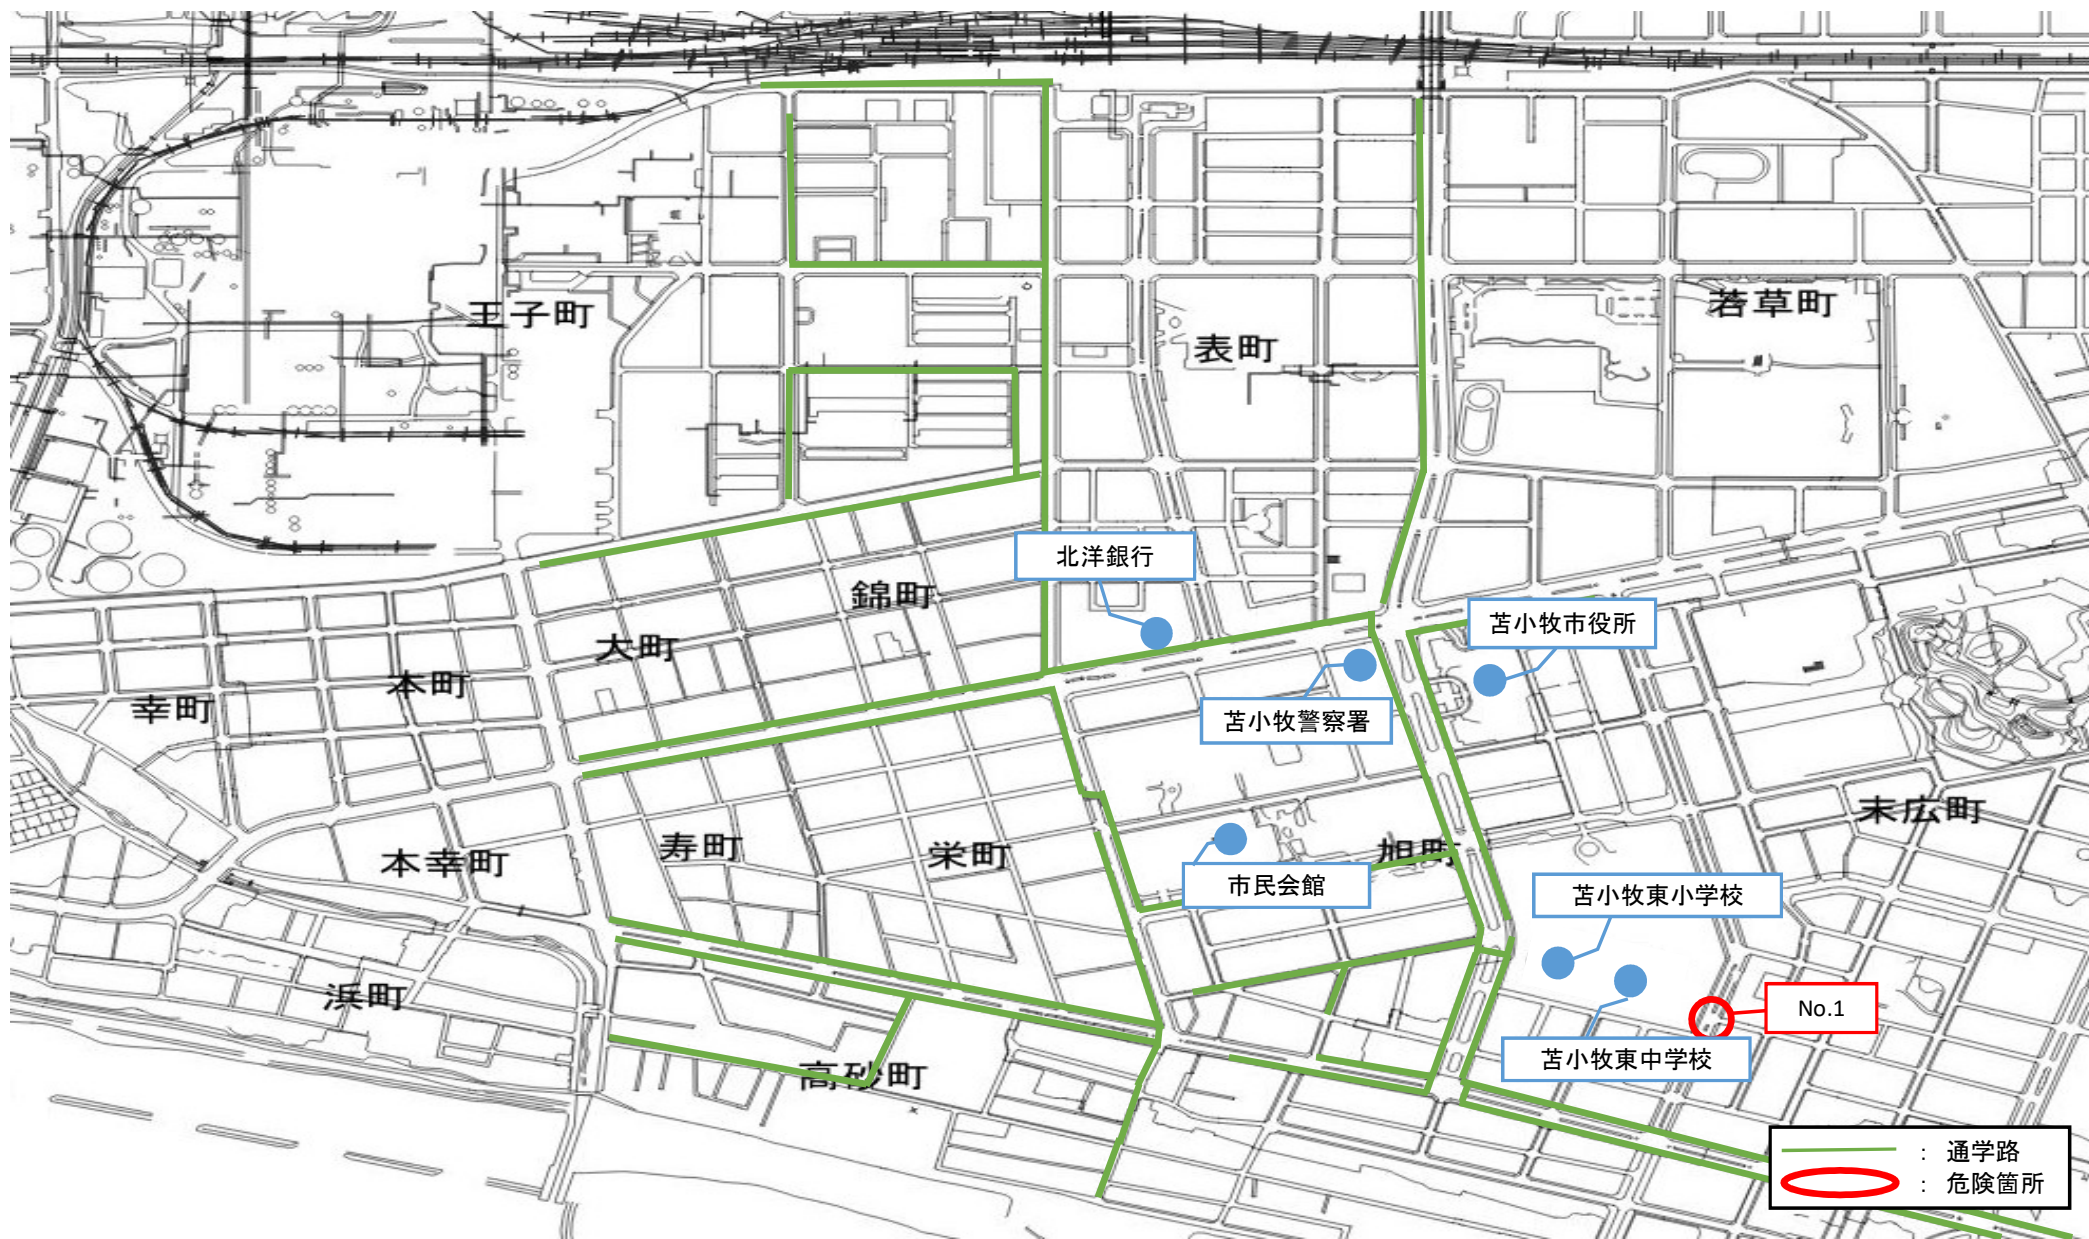 王子町
若草町
表町
北洋銀行
錦町
苫小牧市役所
大町
本町
幸町
苫小牧警察署
末広町
寿町
栄町
旭町
本幸町
市民会館
苫小牧東小学校
浜町
No.1
苫小牧東中学校
高砂町
： 通学路
： 危険箇所